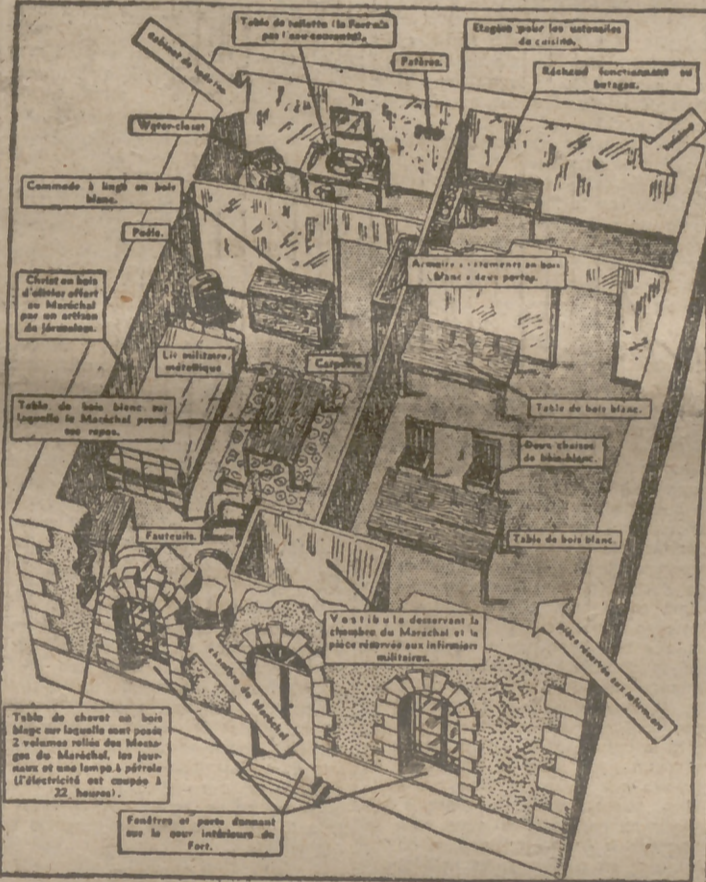 Table de toilette (le Fort n'a
pas l'eau courante).
Etagère pour les ustensiles
de cuisine.
cabinet de toilette
Patères.
Réchaud fonctionnant au
butagaz.
Water-closet
Commode à linge en bois
blanc.
Poêle.
Armoire à vêtements en bois
blanc à deux portes.
Christ en bois
d'olivier offert
au Maréchal
par un artisan
de Jérusalem.
Lit militaire,
métallique
Carpette
Table de bois blanc sur
laquelle le Maréchal prend
ses repas.
Table de bois blanc.
Deux chaises
de bois blanc.
Fauteuils.
Table de bois blanc.
Vestibule desservant la
chambre du Maréchal et la
pièce réservée aux infirmiers
militaires.
chambre du Maréchal
pièce réservée aux infirmiers
Table de chevet en bois
blanc sur laquelle sont posés
2 volumes reliés des Messa-
ges du Maréchal, les jour-
naux et une lampe à pétrole
(l'électricité est coupée à
22 heures).
Fenêtres et porte donnant
sur la cour intérieure du
Fort.